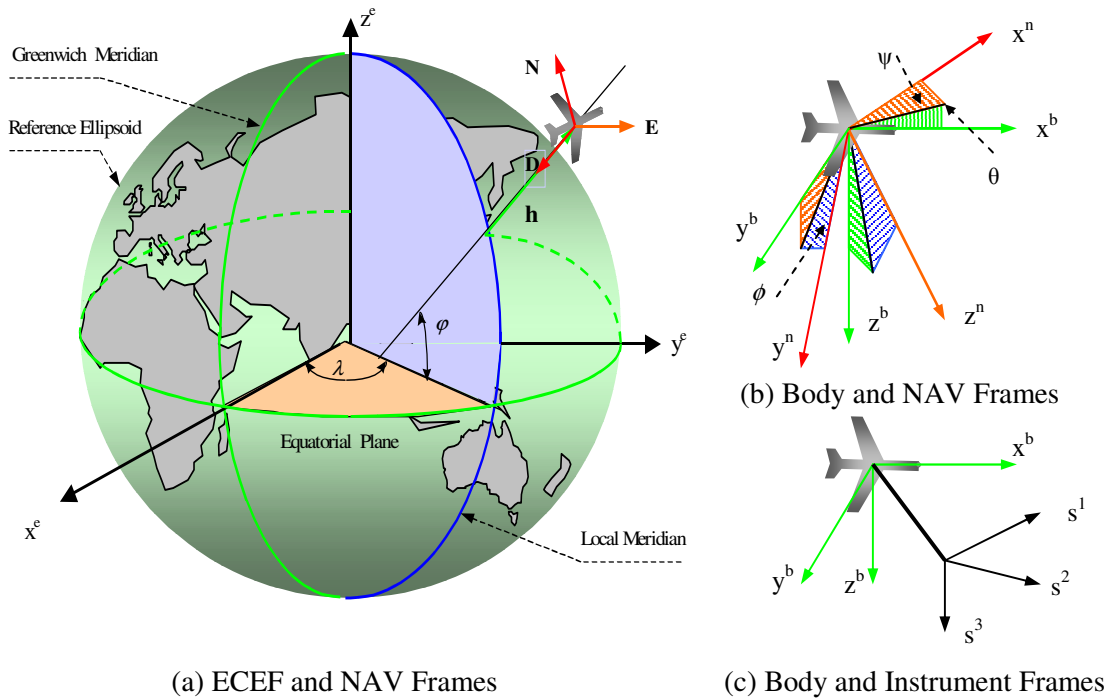 z^e
Greenwich Meridian
Reference Ellipsoid
N
E
D
h
φ
λ
y^e
Equatorial Plane
x^e
Local Meridian
(a) ECEF and NAV Frames
x^n
ψ
x^b
θ
y^b
ϕ
z^b
z^n
y^n
(b) Body and NAV Frames
x^b
s^1
y^b
z^b
s^2
s^3
(c) Body and Instrument Frames